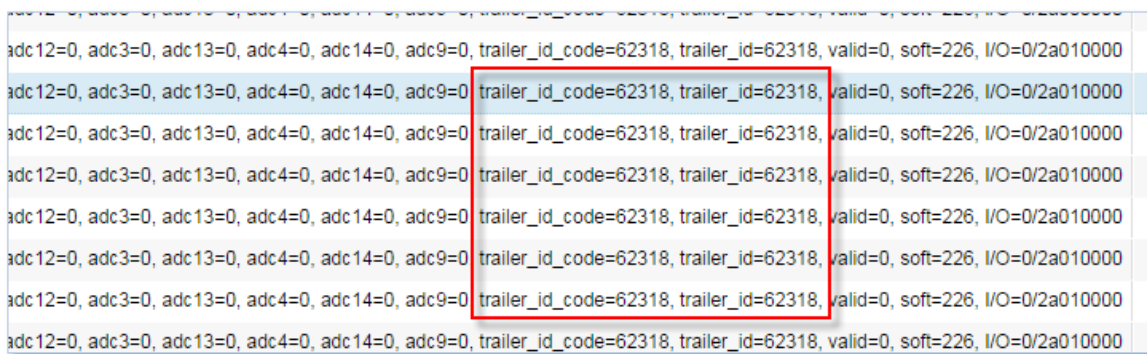 adc12=0, adc3=0, adc13=0, adc4=0, adc14=0, adc9=0, trailer_id_code=62318, trailer_id=62318, valid=0, soft=226, I/O=0/2a010000
adc12=0, adc3=0, adc13=0, adc4=0, adc14=0, adc9=0, trailer_id_code=62318, trailer_id=62318, valid=0, soft=226, I/O=0/2a010000
adc12=0, adc3=0, adc13=0, adc4=0, adc14=0, adc9=0, trailer_id_code=62318, trailer_id=62318, valid=0, soft=226, I/O=0/2a010000
adc12=0, adc3=0, adc13=0, adc4=0, adc14=0, adc9=0, trailer_id_code=62318, trailer_id=62318, valid=0, soft=226, I/O=0/2a010000
adc12=0, adc3=0, adc13=0, adc4=0, adc14=0, adc9=0, trailer_id_code=62318, trailer_id=62318, valid=0, soft=226, I/O=0/2a010000
adc12=0, adc3=0, adc13=0, adc4=0, adc14=0, adc9=0, trailer_id_code=62318, trailer_id=62318, valid=0, soft=226, I/O=0/2a010000
adc12=0, adc3=0, adc13=0, adc4=0, adc14=0, adc9=0, trailer_id_code=62318, trailer_id=62318, valid=0, soft=226, I/O=0/2a010000
adc12=0, adc3=0, adc13=0, adc4=0, adc14=0, adc9=0, trailer_id_code=62318, trailer_id=62318, valid=0, soft=226, I/O=0/2a010000